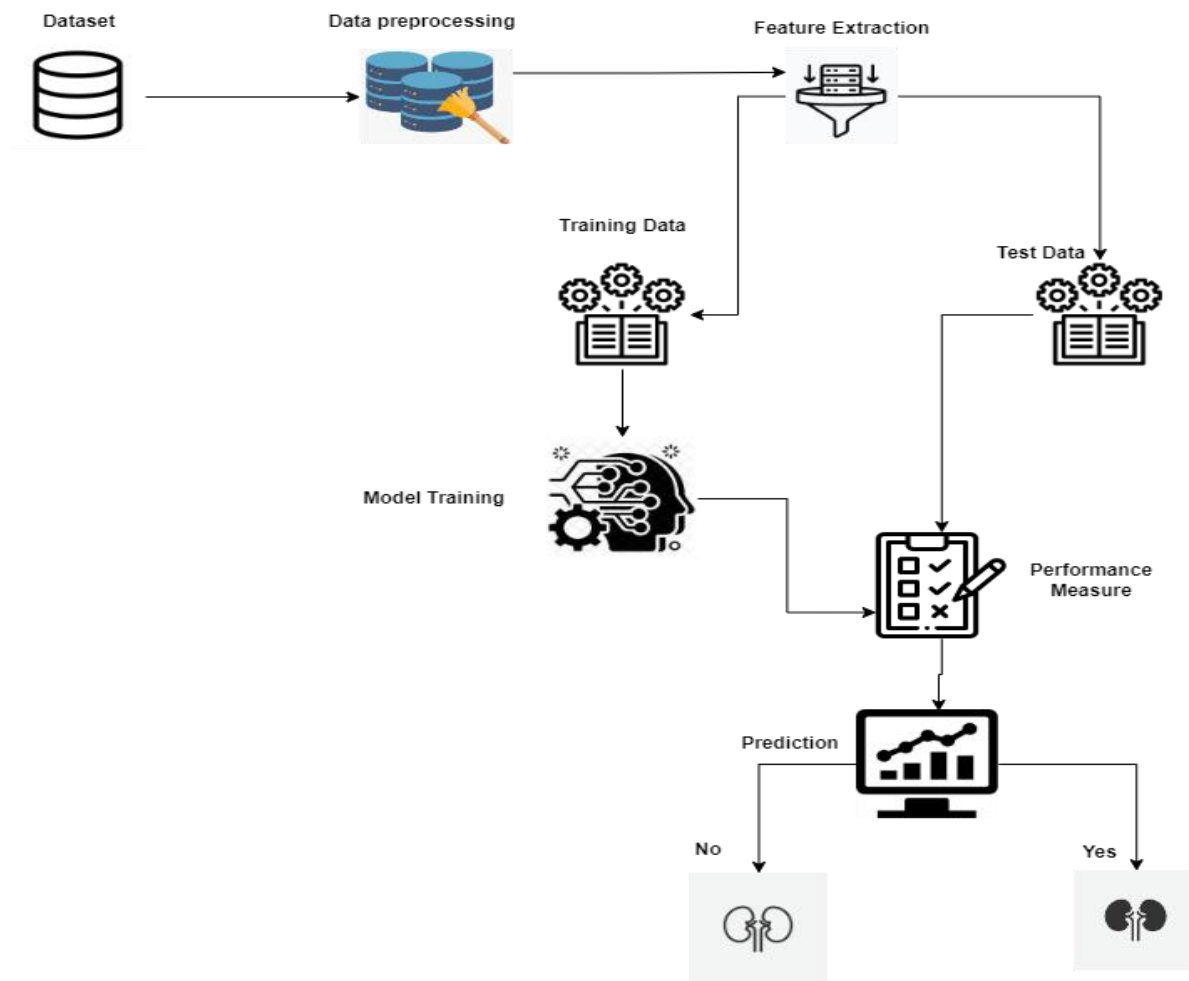 Dataset
Data preprocessing
Feature Extraction
Training Data
Test Data
Model Training
Performance
Measure
Prediction
No
Yes